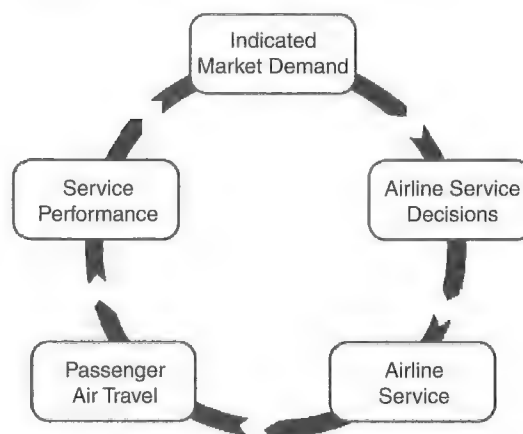 Indicated
Market Demand
Airline Service
Decisions
Airline
Service
Passenger
Air Travel
Service
Performance